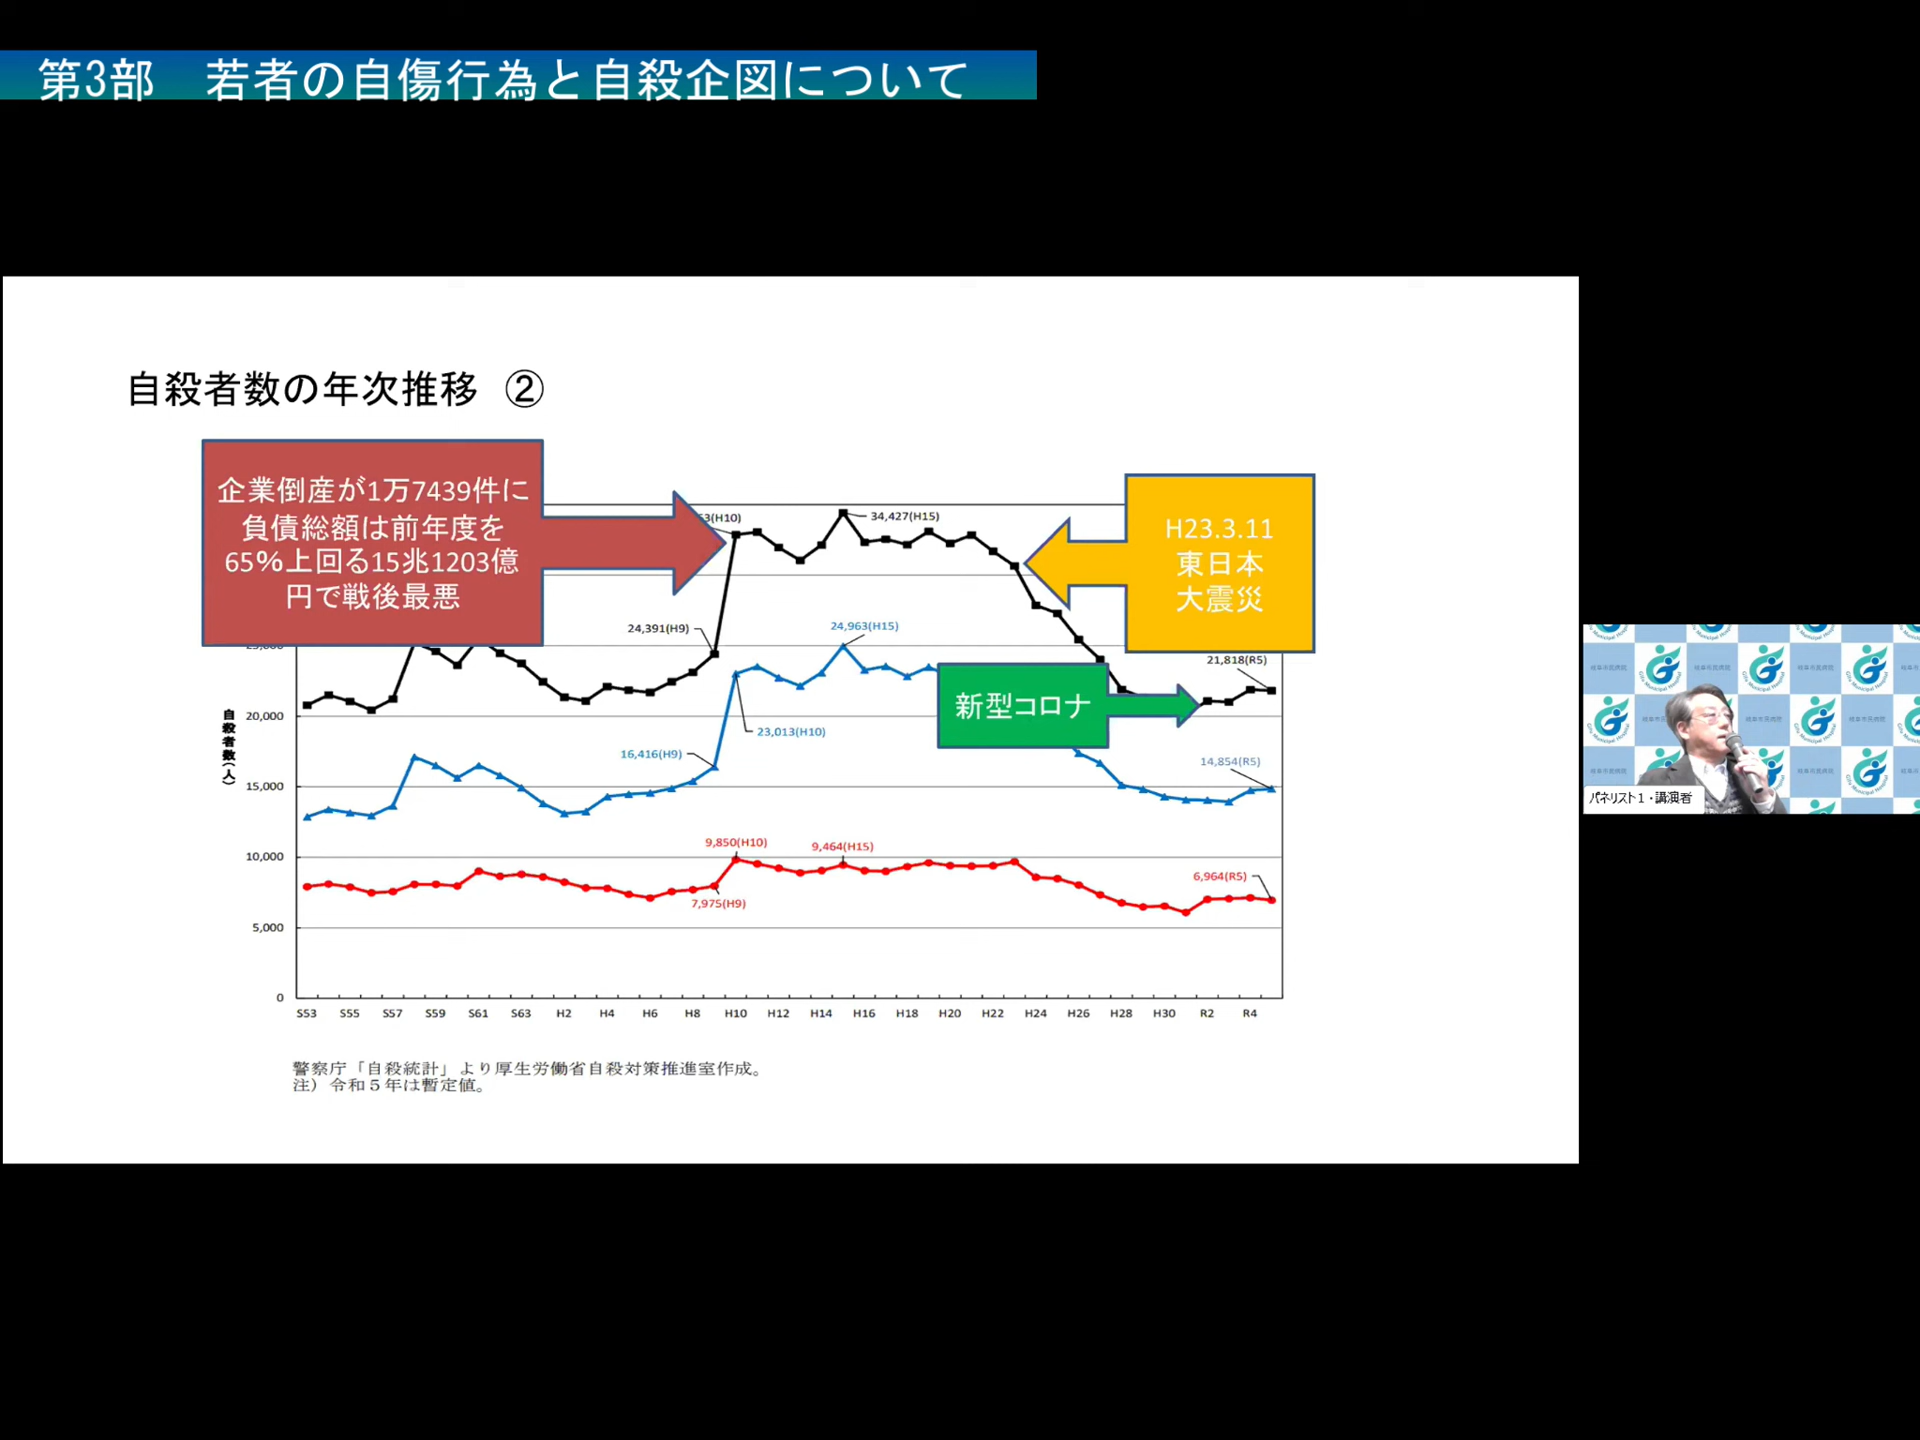 第3部 若者の自傷行為と自殺企図について
自殺者数の年次推移 ②
企業倒産が1万7439件に
負債総額は前年度を
65%上回る15兆1203億
円で戦後最悪
H23.3.11
東日本
大震災
新型コロナ
34,427(H15)
24,391(H9)
24,963(H15)
21,818(R5)
23,013(H10)
16,416(H9)
14,854(R5)
9,850(H10)
9,464(H15)
6,964(R5)
7,975(H9)
自殺者数(人)
20,000
15,000
10,000
5,000
0
S53 S55 S57 S59 S61 S63 H2 H4 H6 H8 H10 H12 H14 H16 H18 H20 H22 H24 H26 H28 H30 R2 R4
警察庁「自殺統計」より厚生労働省自殺対策推進室作成。
注）令和5年は暫定値。
岐阜市民病院
Gifu Municipal Hospital
パネリスト1・講演者